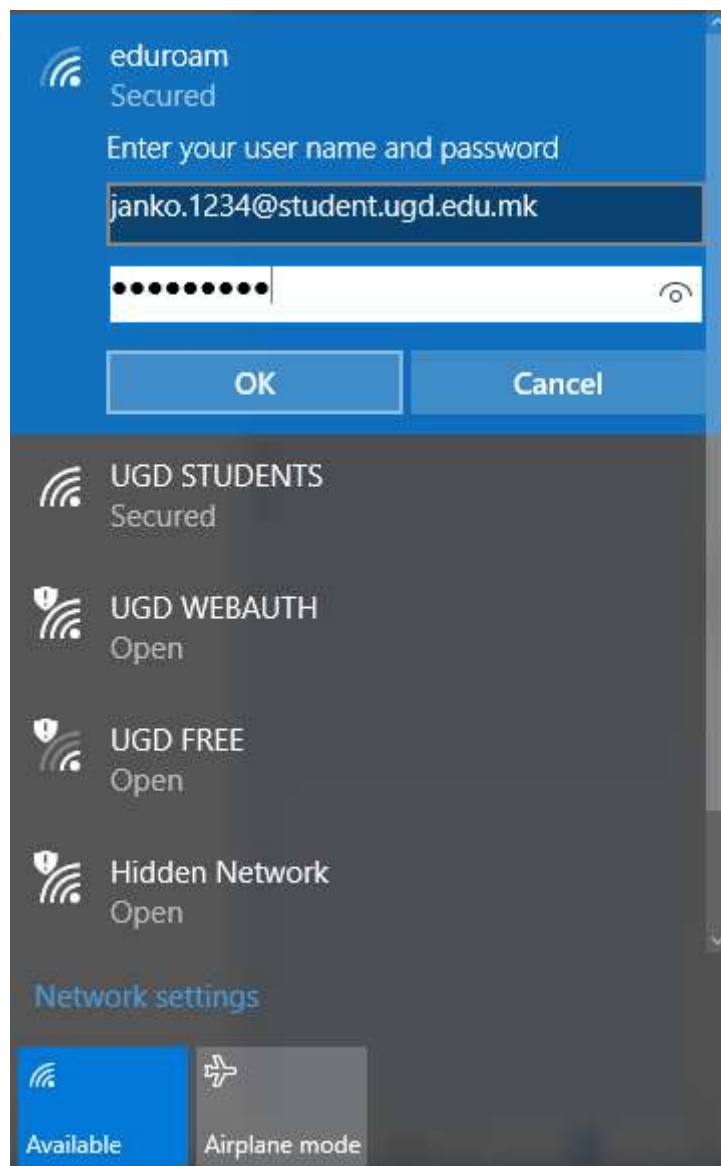 eduroam
Secured
Enter your user name and password
janko.1234@student.ugd.edu.mk
●●●●●●●●●
OK Cancel
UGD STUDENTS
Secured
UGD WEBAUTH
Open
UGD FREE
Open
Hidden Network
Open
Network settings
Available Airplane mode